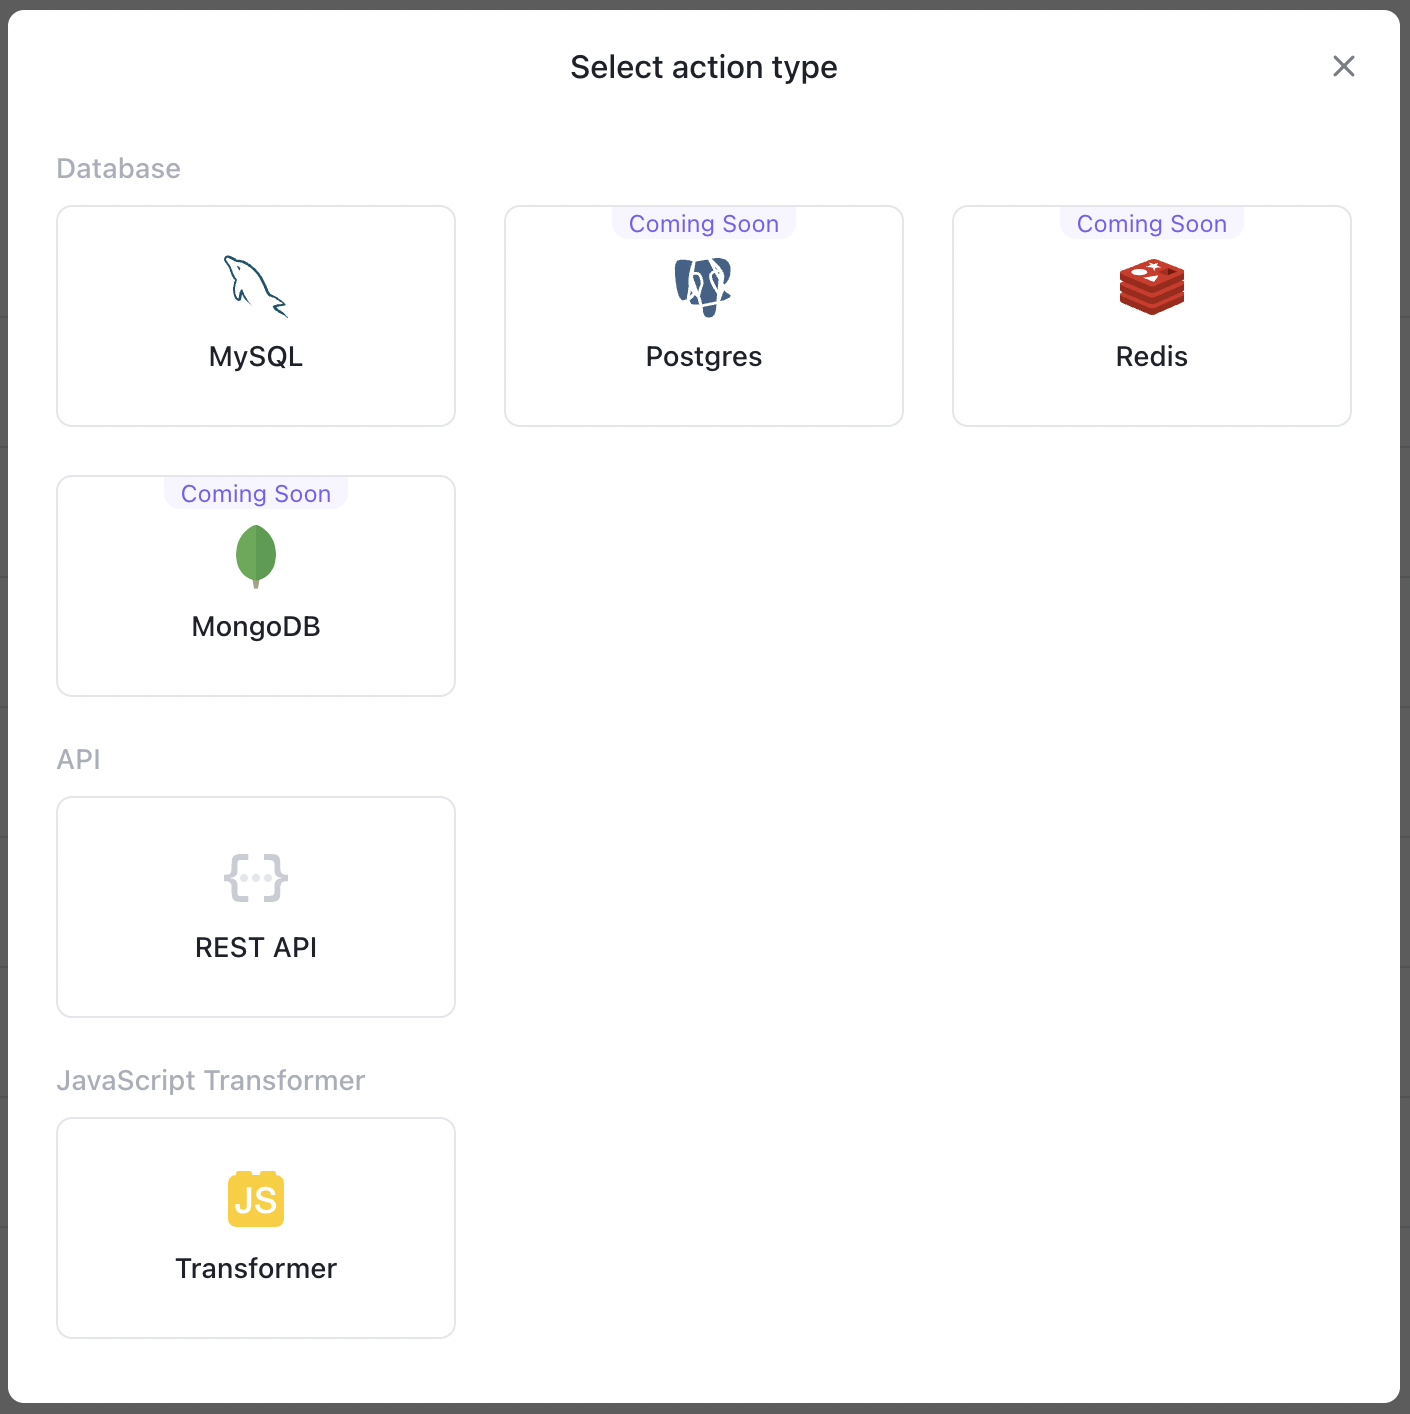 Select action type
Database
MySQL
Coming Soon
Postgres
Coming Soon
Redis
Coming Soon
MongoDB
API
REST API
JavaScript Transformer
JS
Transformer